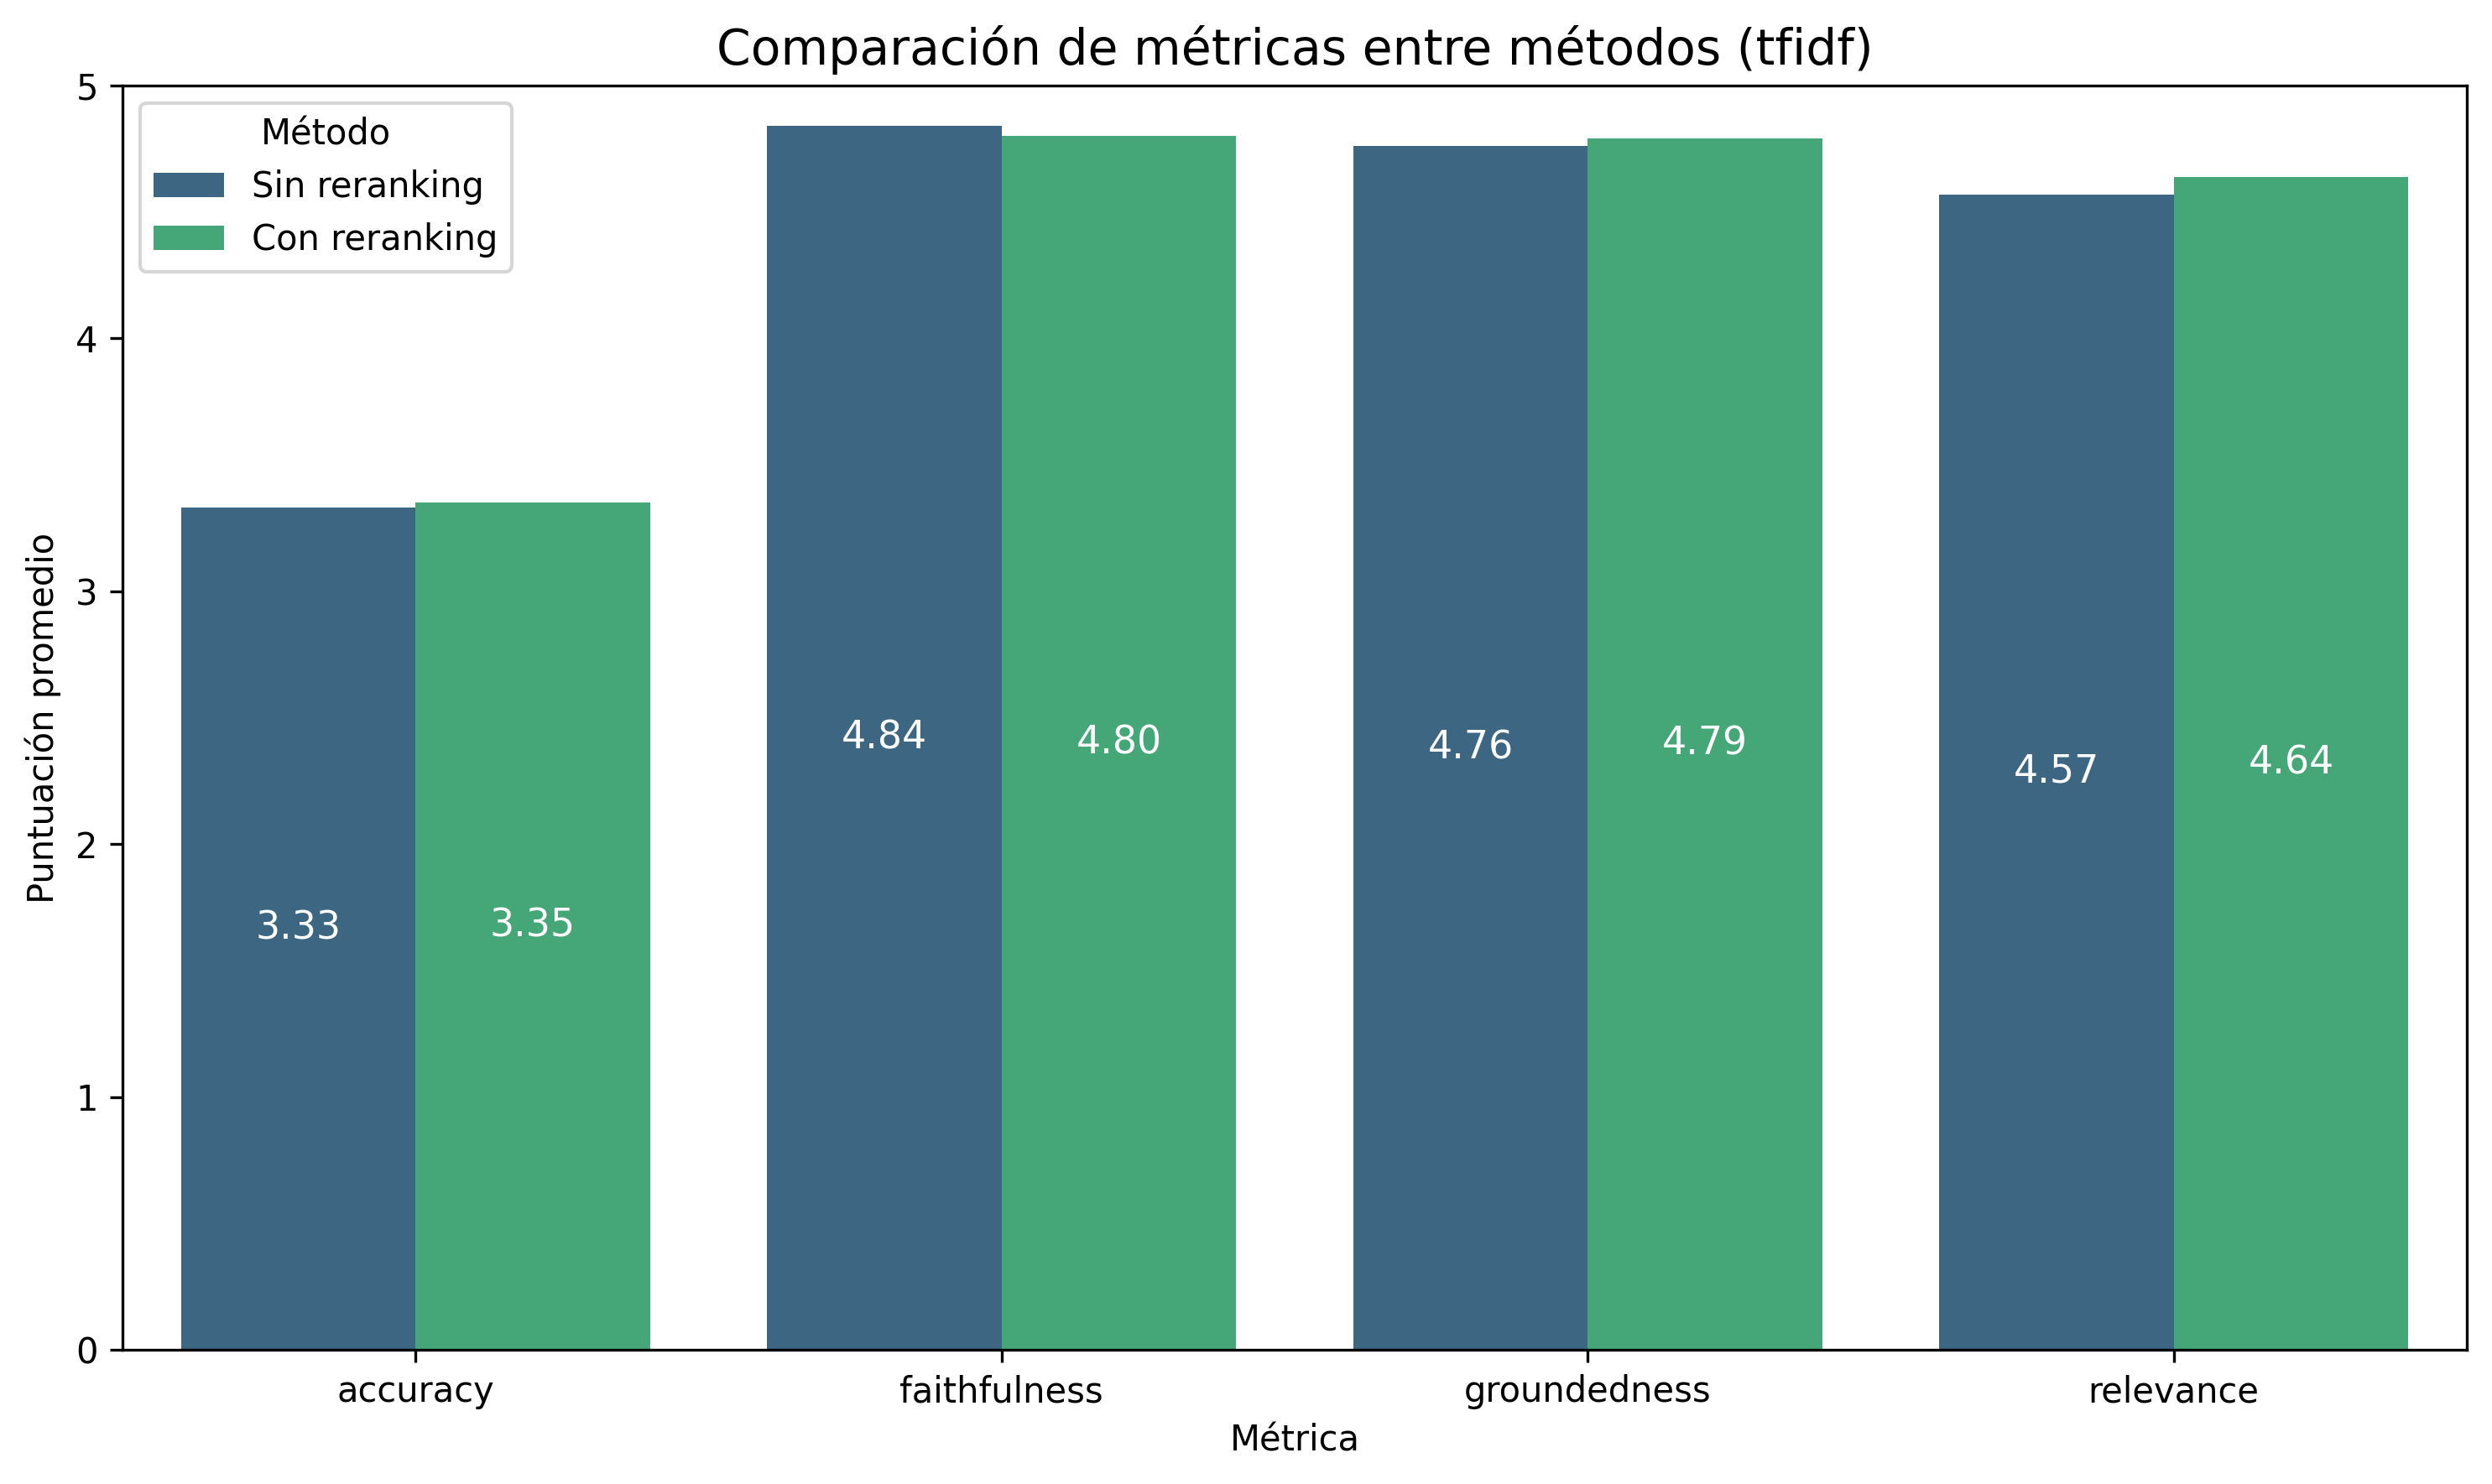 Comparación de métricas entre métodos (tfidf)
Método
Sin reranking
Con reranking
Puntuación promedio
5
4
3
2
1
0
3.33
3.35
4.84
4.80
4.76
4.79
4.57
4.64
accuracy
faithfulness
groundedness
relevance
Métrica